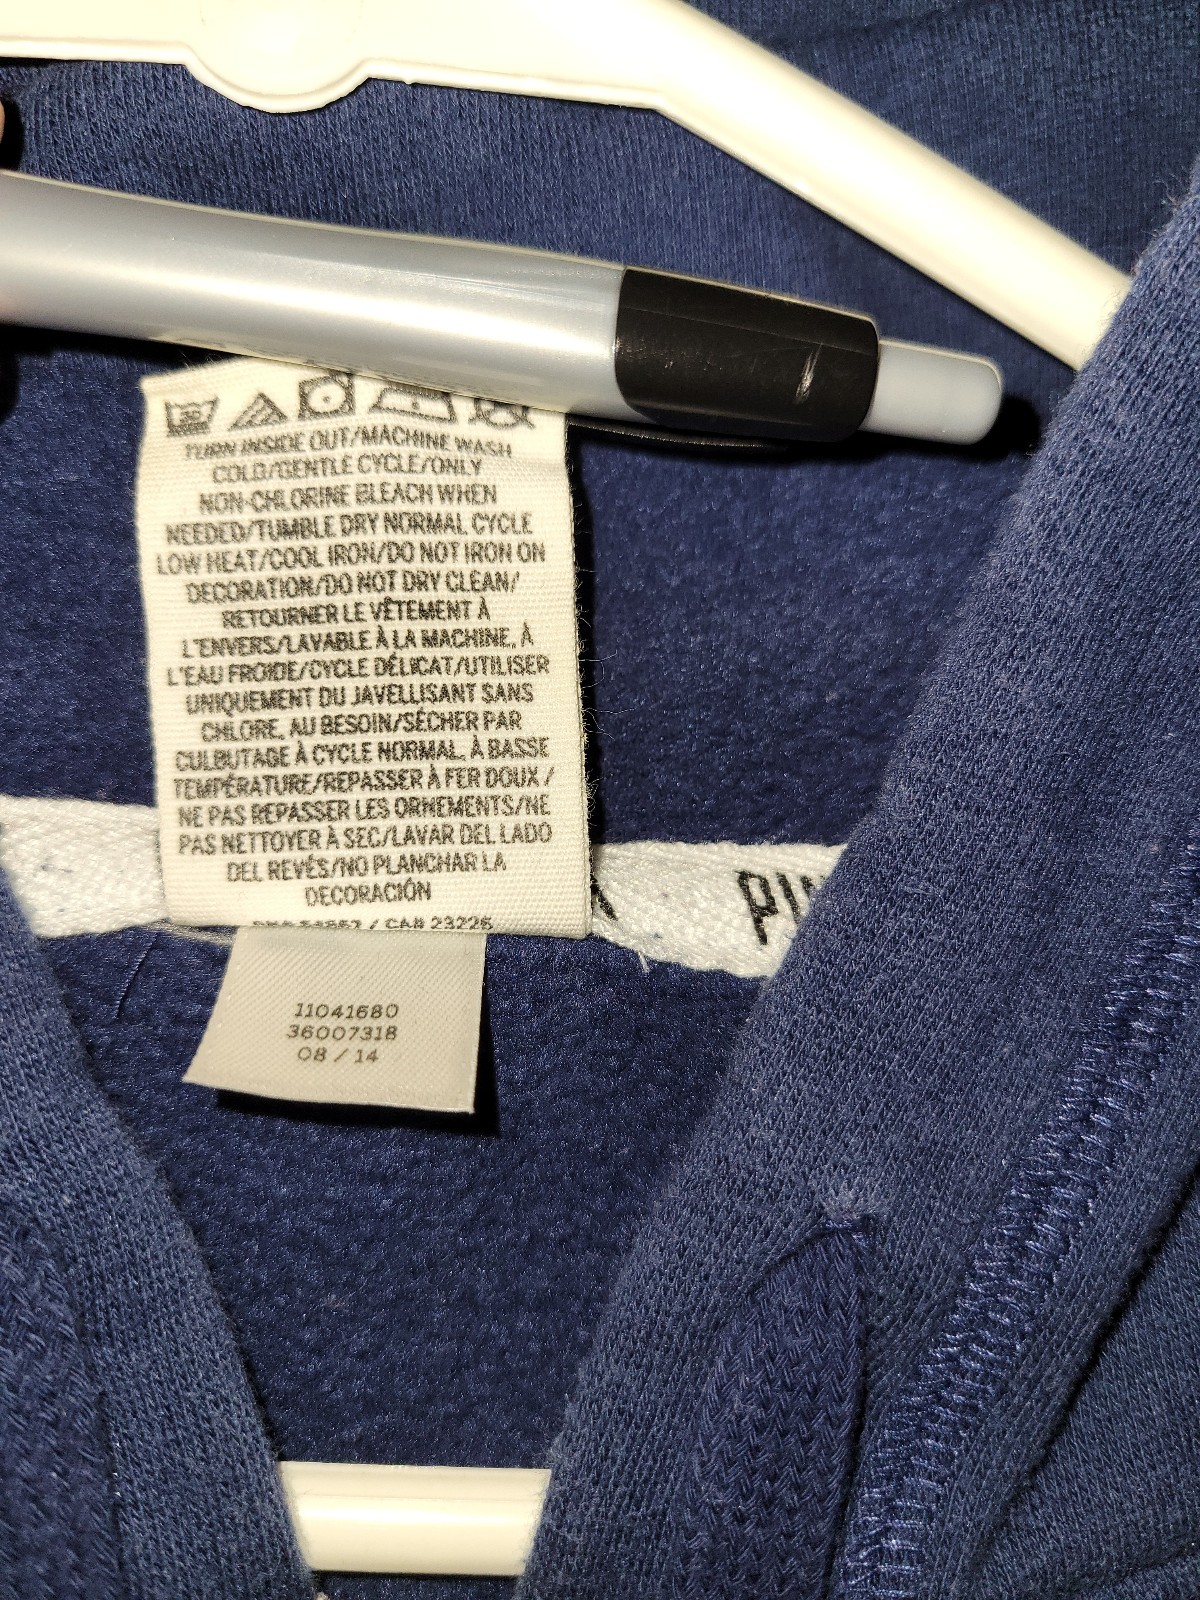 TURN INSIDE OUT/MACHINE WASH
COLD/GENTLE CYCLE/ONLY
NON-CHLORINE BLEACH WHEN
NEEDED/TUMBLE DRY NORMAL CYCLE
LOW HEAT/COOL IRON/DO NOT IRON ON
DECORATION/DO NOT DRY CLEAN/
RETOURNER LE VÊTEMENT À
L'ENVERS/LAVABLE À LA MACHINE, À
L'EAU FROIDE/CYCLE DÉLICAT/UTILISER
UNIQUEMENT DU JAVELLISANT SANS
CHLORE, AU BESOIN/SÉCHER PAR
CULBUTAGE À CYCLE NORMAL, À BASSE
TEMPÉRATURE/REPASSER À FER DOUX /
NE PAS REPASSER LES ORNEMENTS/NE
PAS NETTOYER À SEC/LAVAR DEL LADO
DEL REVÉS/NO PLANCHAR LA
DECORACIÓN
/ CA# 23226
11041680
36007318
08 / 14